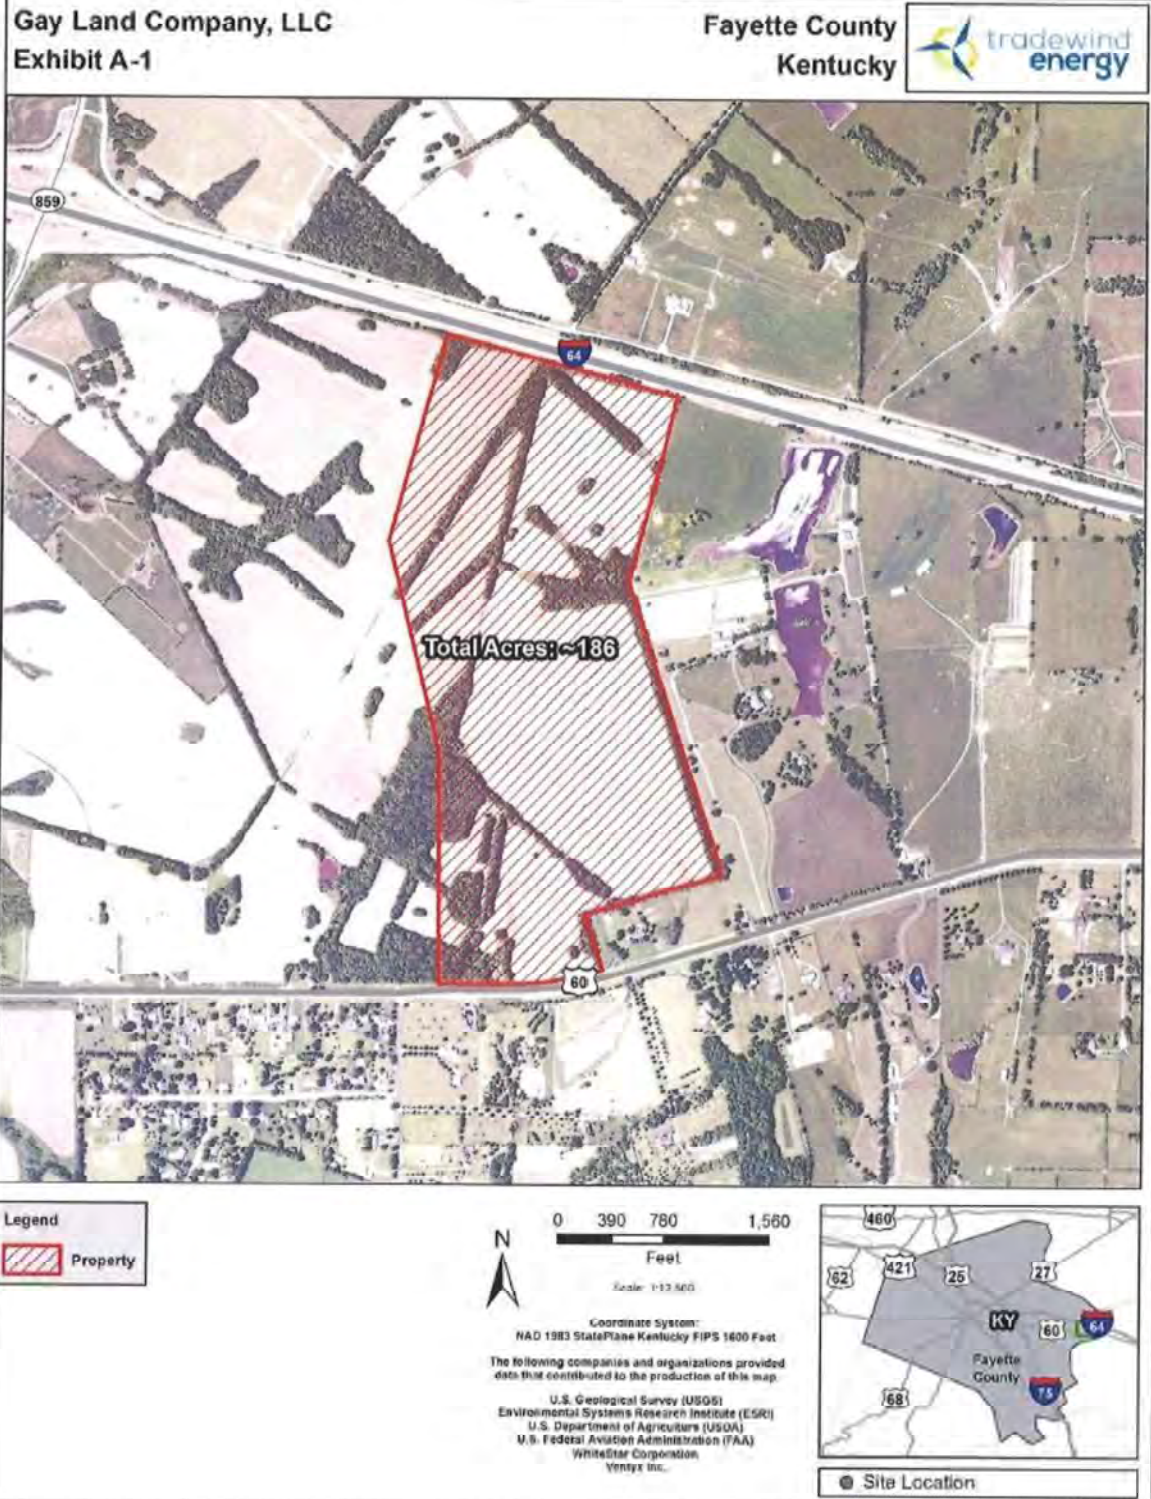 Gay Land Company, LLC
Exhibit A-1
Fayette County
Kentucky
tradewind
energy
859
64
Total Acres: ~186
60
Legend
Property
N
0 390 780 1,560
Feet
Coordinate System:
NAD 1983 StatePlane Kentucky FIPS 1600 Feet
The following companies and organizations provided
data that contributed to the production of this map
U.S. Geological Survey (USGS)
Environmental Systems Research Institute (ESRI)
U.S. Department of Agriculture (USDA)
U.S. Federal Aviation Administration (FAA)
WhiteStar Corporation
Ventyx Inc.
460
62
421
25
27
KY
60
64
Fayette
County
75
68
Site Location